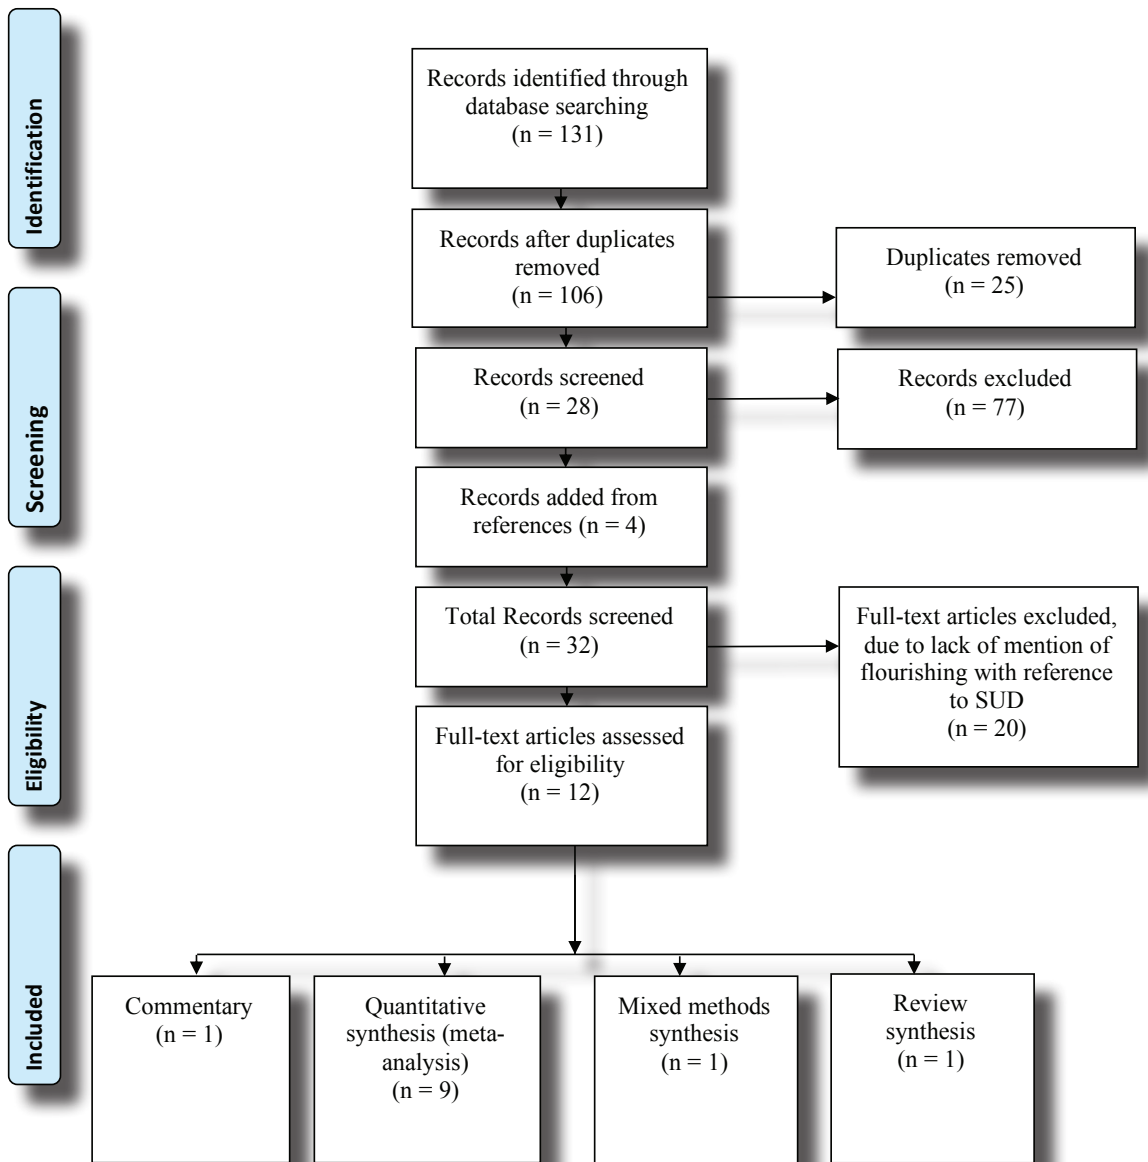 Identification
Records identified through
database searching
(n = 131)
Records after duplicates
removed
(n = 106)
Duplicates removed
(n = 25)
Screening
Records screened
(n = 28)
Records excluded
(n = 77)
Records added from
references (n = 4)
Eligibility
Total Records screened
(n = 32)
Full-text articles excluded,
due to lack of mention of
flourishing with reference
to SUD
(n = 20)
Full-text articles assessed
for eligibility
(n = 12)
Included
Commentary
(n = 1)
Quantitative
synthesis (meta-
analysis)
(n = 9)
Mixed methods
synthesis
(n = 1)
Review
synthesis
(n = 1)